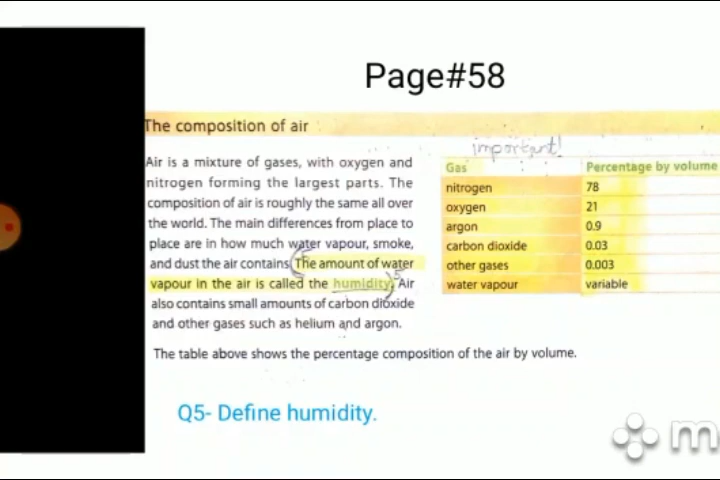 Page#58
The composition of air
important!
Air is a mixture of gases, with oxygen and
nitrogen forming the largest parts. The
composition of air is roughly the same all over
the world. The main differences from place to
place are in how much water vapour, smoke,
and dust the air contains. (The amount of water
vapour in the air is called the humidity.)5 Air
also contains small amounts of carbon dioxide
and other gases such as helium and argon.
Gas Percentage by volume
nitrogen 78
oxygen 21
argon 0.9
carbon dioxide 0.03
other gases 0.003
water vapour variable
The table above shows the percentage composition of the air by volume.
Q5- Define humidity.
m